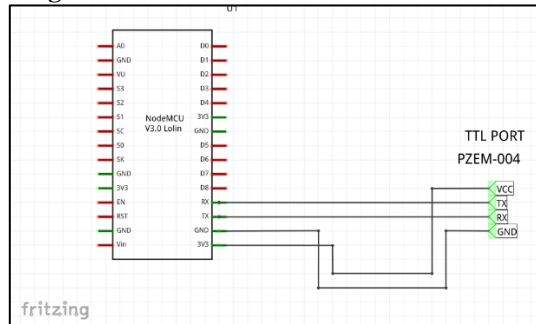 U1
A0
D0
GND
D1
VU
D2
S3
D3
S2
D4
S1
3V3
SC
GND
S0
D5
SK
D6
GND
D7
3V3
D8
EN
RX
RST
TX
GND
GND
Vin
3V3
NodeMCU
V3.0 Lolin
TTL PORT
PZEM-004
VCC
TX
RX
GND
fritzing